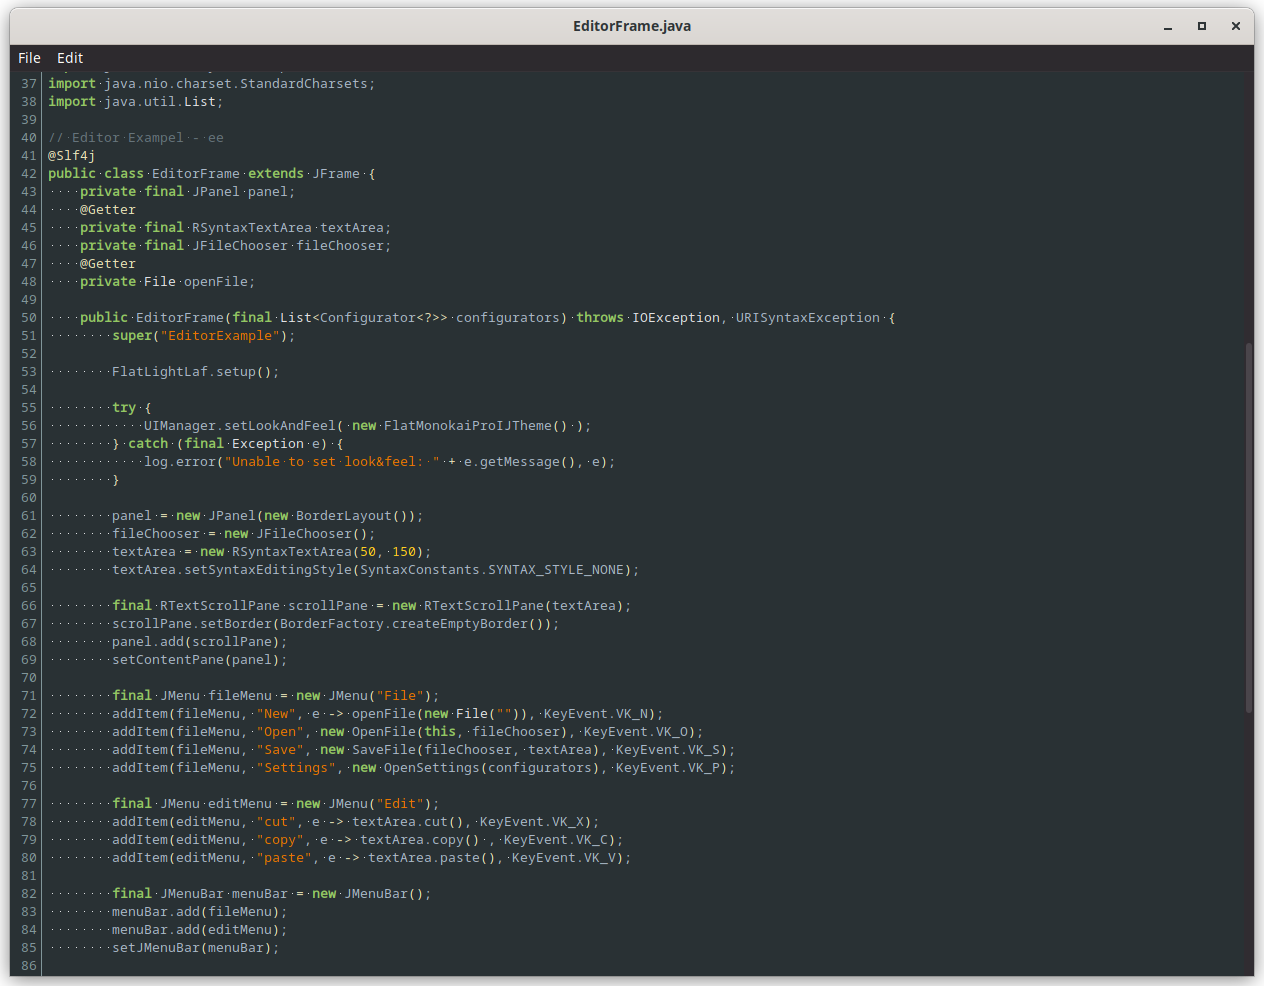 EditorFrame.java
File Edit
37 import java.nio.charset.StandardCharsets;
38 import java.util.List;
39
40 // Editor Exampel - ee
41 @Slf4j
42 public class EditorFrame extends JFrame {
43     private final JPanel panel;
44     @Getter
45     private final RSyntaxTextArea textArea;
46     private final JFileChooser fileChooser;
47     @Getter
48     private File openFile;
49
50     public EditorFrame(final List<Configurator<?>> configurators) throws IOException, URISyntaxException {
51         super("EditorExample");
52
53         FlatLightLaf.setup();
54
55         try {
56             UIManager.setLookAndFeel( new FlatMonokaiProIJTheme() );
57         } catch (final Exception e) {
58             log.error("Unable to set look&feel: " + e.getMessage(), e);
59         }
60
61         panel = new JPanel(new BorderLayout());
62         fileChooser = new JFileChooser();
63         textArea = new RSyntaxTextArea(50, 150);
64         textArea.setSyntaxEditingStyle(SyntaxConstants.SYNTAX_STYLE_NONE);
65
66         final RTextScrollPane scrollPane = new RTextScrollPane(textArea);
67         scrollPane.setBorder(BorderFactory.createEmptyBorder());
68         panel.add(scrollPane);
69         setContentPane(panel);
70
71         final JMenu fileMenu = new JMenu("File");
72         addItem(fileMenu, "New", e -> openFile(new File("")), KeyEvent.VK_N);
73         addItem(fileMenu, "Open", new OpenFile(this, fileChooser), KeyEvent.VK_O);
74         addItem(fileMenu, "Save", new SaveFile(fileChooser, textArea), KeyEvent.VK_S);
75         addItem(fileMenu, "Settings", new OpenSettings(configurators), KeyEvent.VK_P);
76
77         final JMenu editMenu = new JMenu("Edit");
78         addItem(editMenu, "cut", e -> textArea.cut(), KeyEvent.VK_X);
79         addItem(editMenu, "copy", e -> textArea.copy() , KeyEvent.VK_C);
80         addItem(editMenu, "paste", e -> textArea.paste(), KeyEvent.VK_V);
81
82         final JMenuBar menuBar = new JMenuBar();
83         menuBar.add(fileMenu);
84         menuBar.add(editMenu);
85         setJMenuBar(menuBar);
86